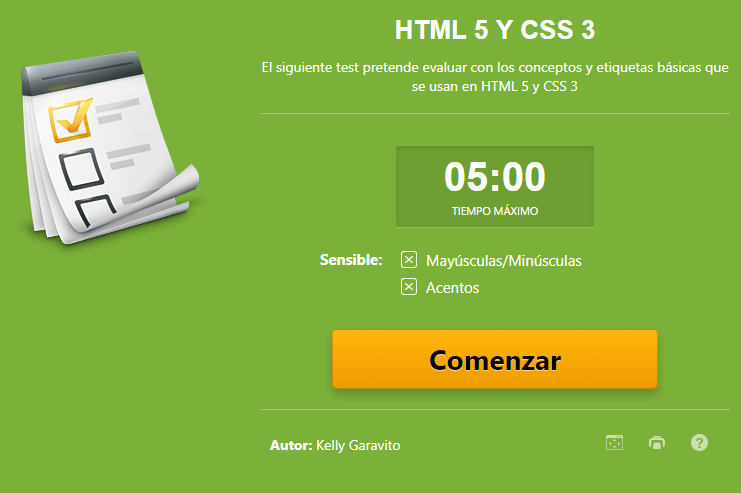 HTML 5 Y CSS 3
El siguiente test pretende evaluar con los conceptos y etiquetas básicas que
se usan en HTML 5 y CSS 3
05:00
TIEMPO MÁXIMO
Sensible: Mayúsculas/Minúsculas
Acentos
Comenzar
Autor: Kelly Garavito
?